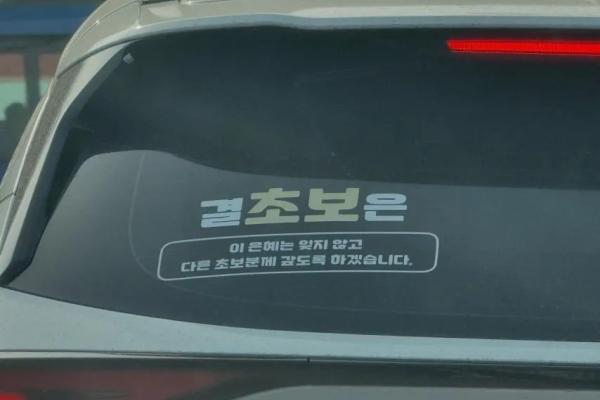 결초보은
이 은혜는 잊지 않고
다른 초보분께 갚도록 하겠습니다.